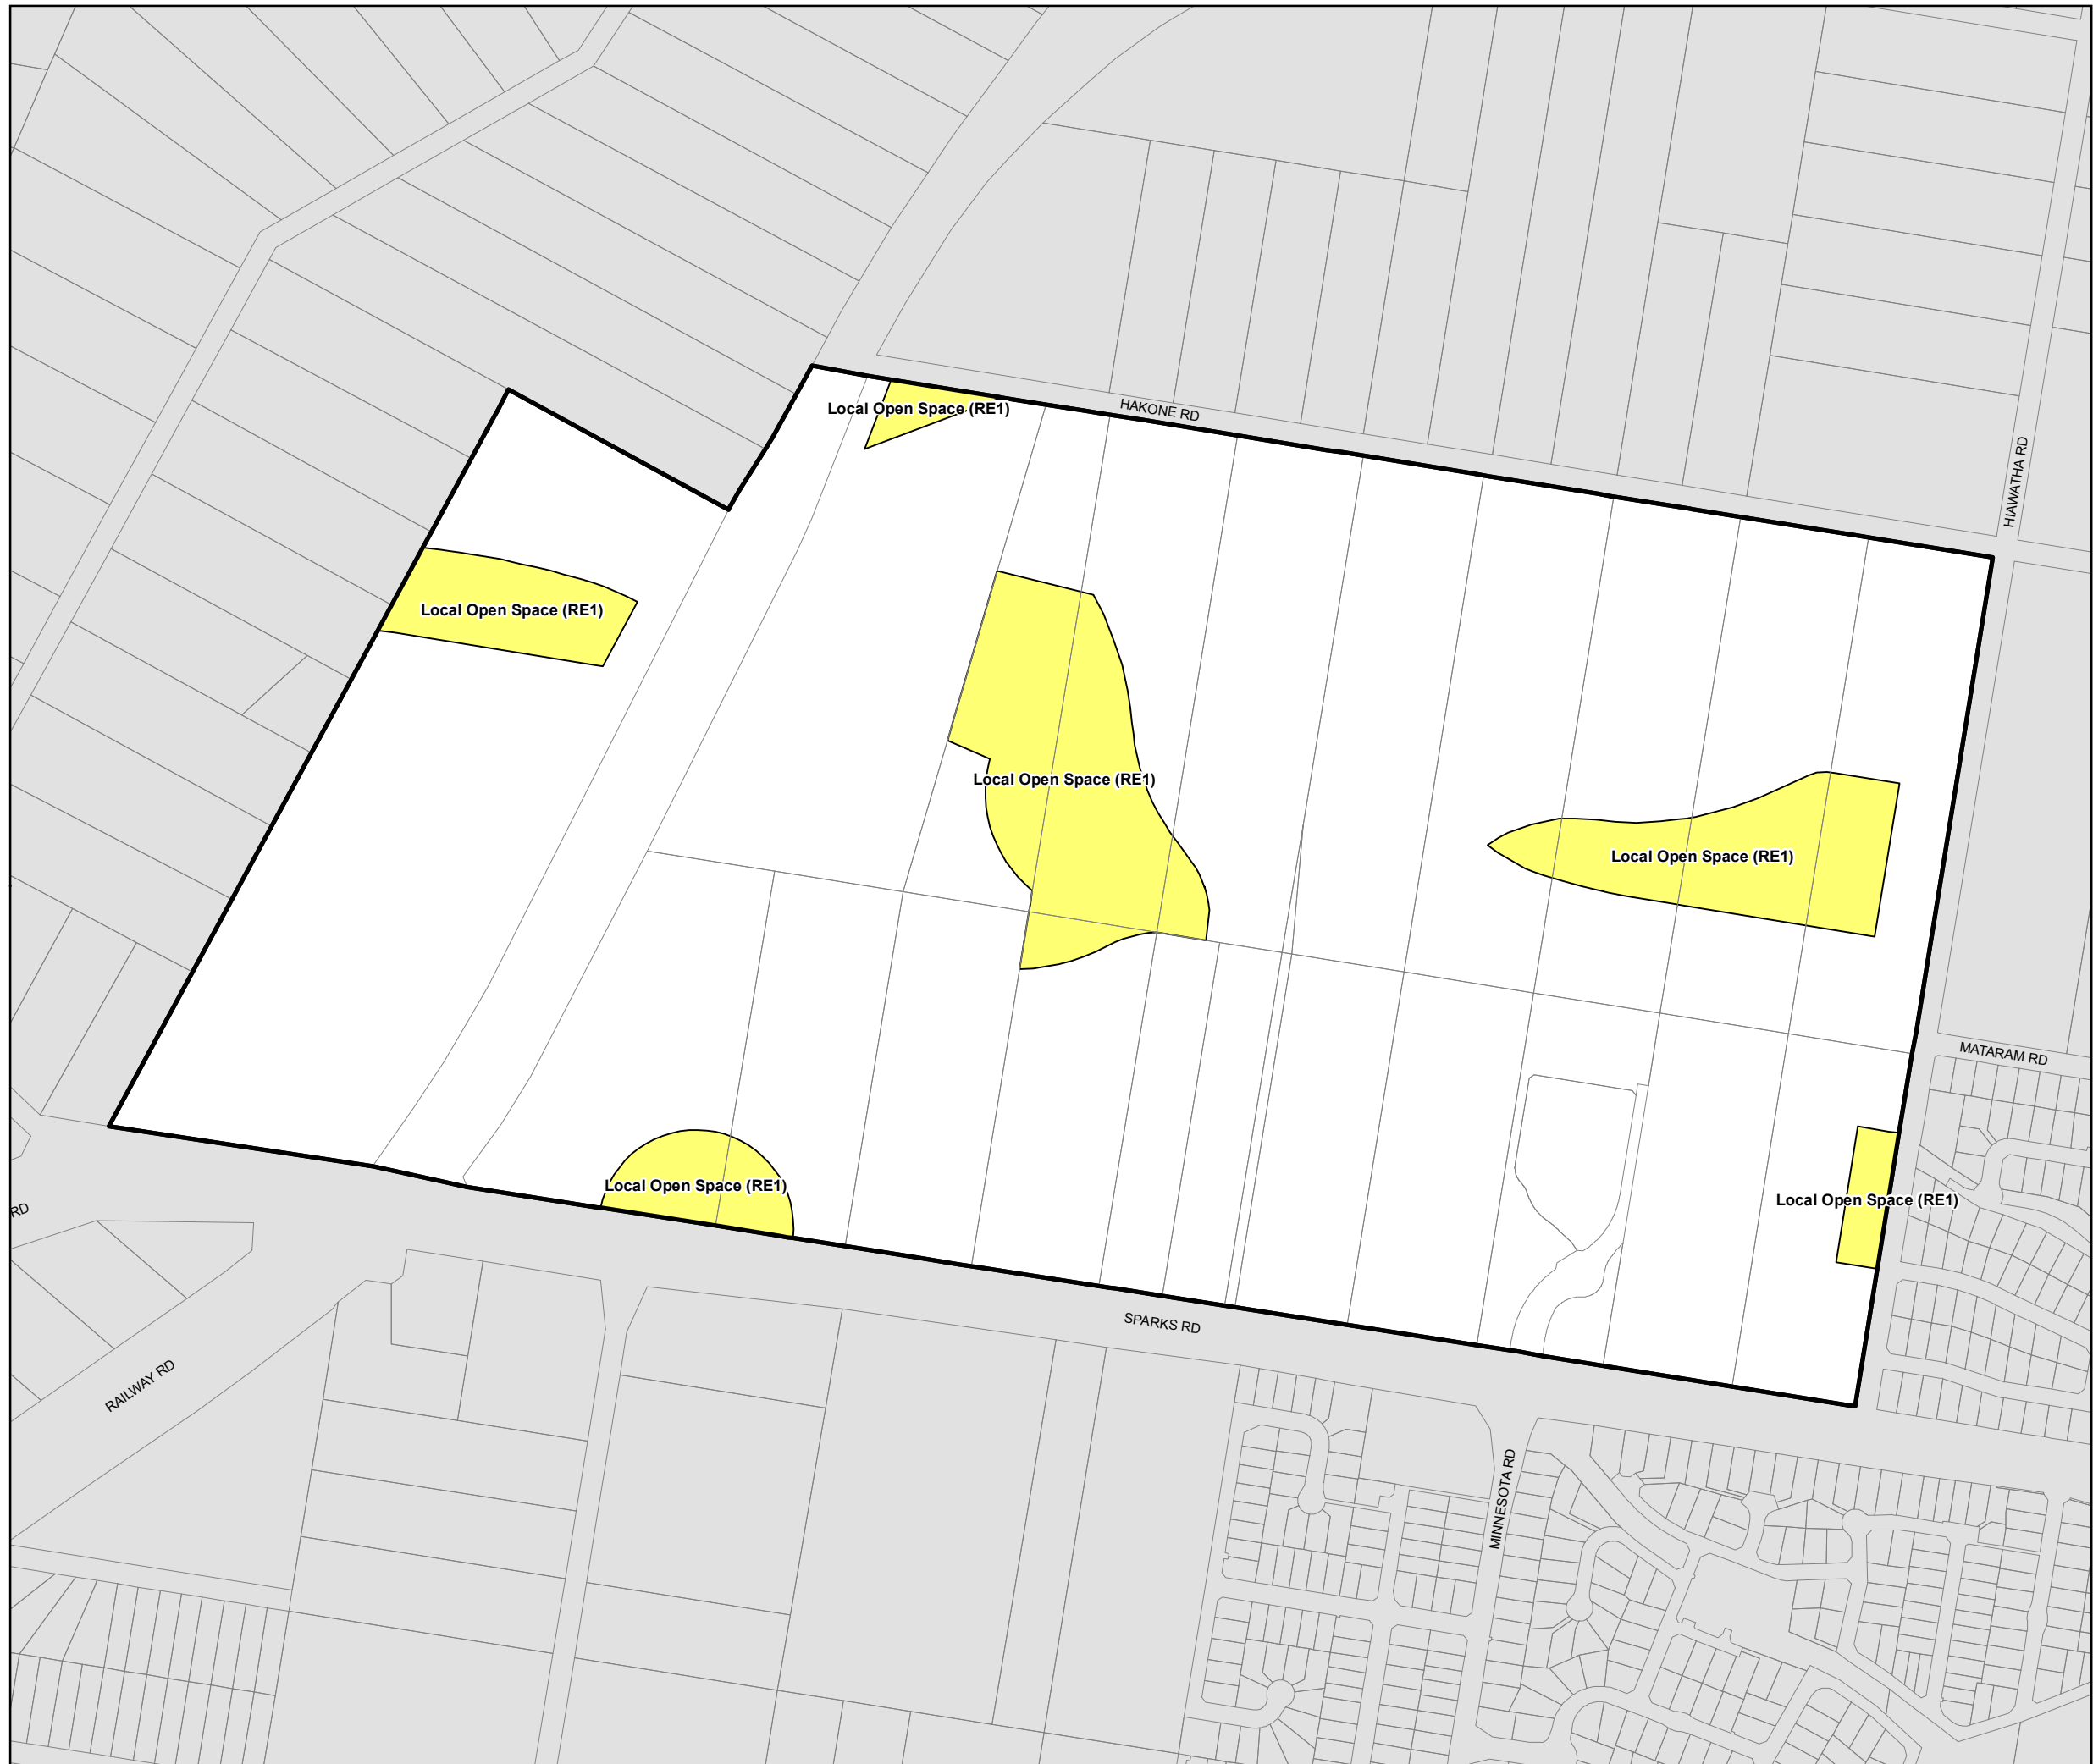 Local Open Space (RE1)
HAKONE RD
HIAWATHA RD
Local Open Space (RE1)
Local Open Space (RE1)
Local Open Space (RE1)
MATARAM RD
Local Open Space (RE1)
Local Open Space (RE1)
RD
SPARKS RD
RAILWAY RD
MINNESOTA RD